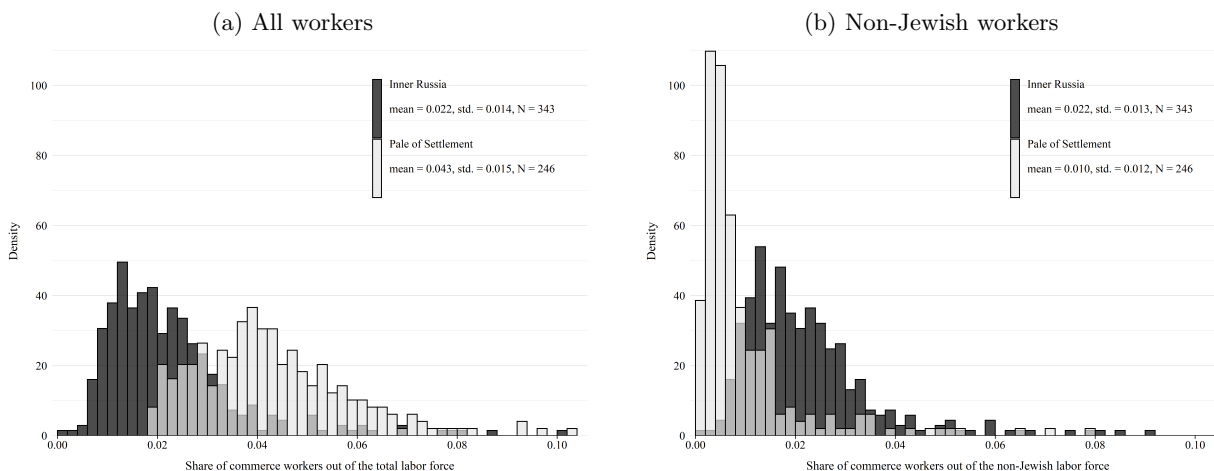 (a) All workers
100
80
60
40
20
0
Density
Inner Russia
mean = 0.022, std. = 0.014, N = 343
Pale of Settlement
mean = 0.043, std. = 0.015, N = 246
0.00 0.02 0.04 0.06 0.08 0.10
Share of commerce workers out of the total labor force
(b) Non-Jewish workers
100
80
60
40
20
0
Density
Inner Russia
mean = 0.022, std. = 0.013, N = 343
Pale of Settlement
mean = 0.010, std. = 0.012, N = 246
0.00 0.02 0.04 0.06 0.08 0.10
Share of commerce workers out of the non-Jewish labor force